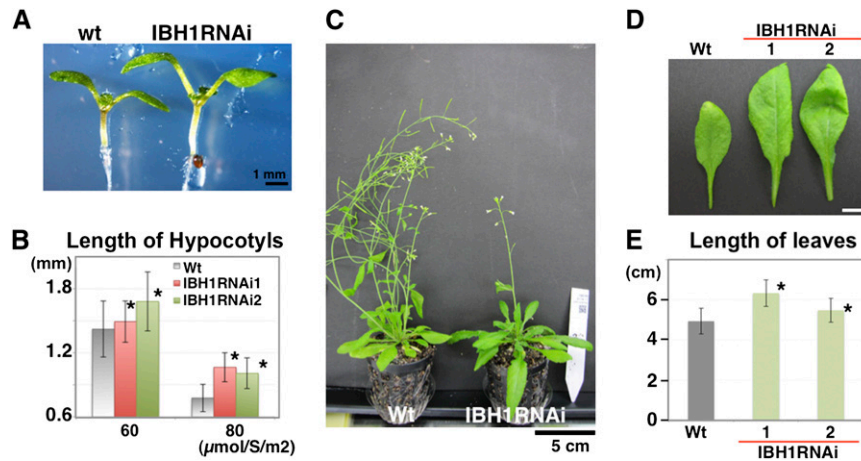 A
wt IBH1RNAi
1 mm
B Length of Hypocotyls
(mm)
Wt
IBH1RNAi1
IBH1RNAi2
1.8
1.2
0.6
* * * *
60 80 (µmol/S/m2)
C
Wt IBH1RNAi
5 cm
D
IBH1RNAi
Wt 1 2
E Length of leaves
(cm)
6
4
2
0
* *
Wt 1 2
IBH1RNAi